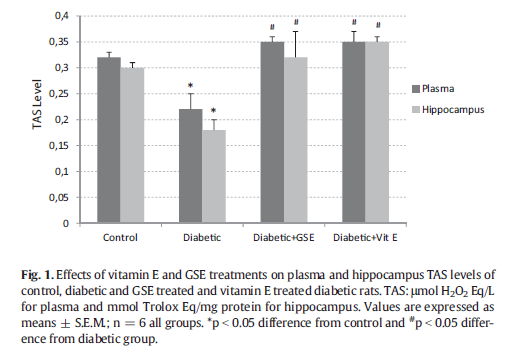 0,4
0,35
0,3
0,25
0,2
0,15
0,1
0,05
0
TAS Level
* * # # # #
Control Diabetic Diabetic+GSE Diabetic+Vit E
Plasma
Hippocampus
Fig. 1. Effects of vitamin E and GSE treatments on plasma and hippocampus TAS levels of
control, diabetic and GSE treated and vitamin E treated diabetic rats. TAS: μmol H₂O₂ Eq/L
for plasma and mmol Trolox Eq/mg protein for hippocampus. Values are expressed as
means ± S.E.M.; n = 6 all groups. *p < 0.05 difference from control and #p < 0.05 differ-
ence from diabetic group.